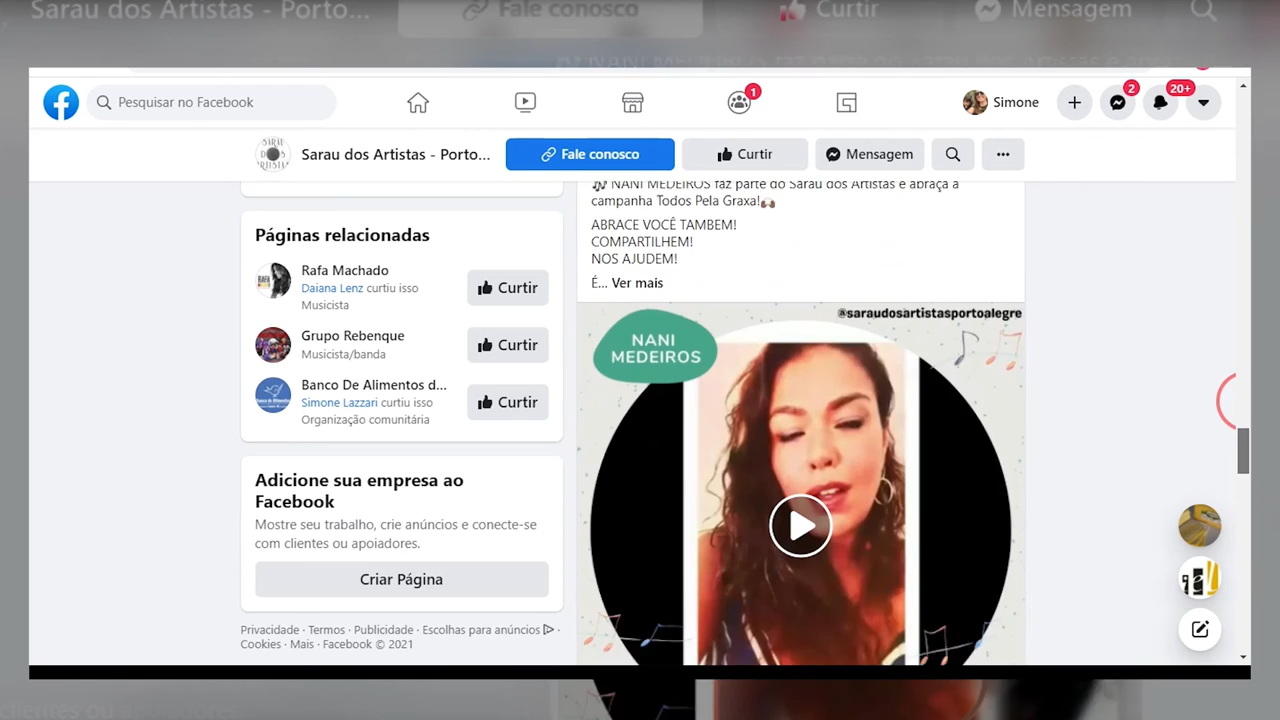 Sarau dos Artistas - Porto...
Fale conosco
Curtir
Mensagem
Pesquisar no Facebook
1
Simone
2
20+
Sarau dos Artistas - Porto...
Fale conosco
Curtir
Mensagem
NANI MEDEIROS faz parte do Sarau dos Artistas e abraça a
campanha Todos Pela Graxa!
ABRACE VOCÊ TAMBEM!
COMPARTILHEM!
NOS AJUDEM!
É... Ver mais
Páginas relacionadas
Rafa Machado
Daiana Lenz curtiu isso
Musicista
Curtir
Grupo Rebenque
Musicista/banda
Curtir
Banco De Alimentos d...
Simone Lazzari curtiu isso
Organização comunitária
Curtir
@saraudosartistasportoalegre
NANI
MEDEIROS
Adicione sua empresa ao
Facebook
Mostre seu trabalho, crie anúncios e conecte-se
com clientes ou apoiadores.
Criar Página
Privacidade · Termos · Publicidade · Escolhas para anúncios ·
Cookies · Mais · Facebook © 2021